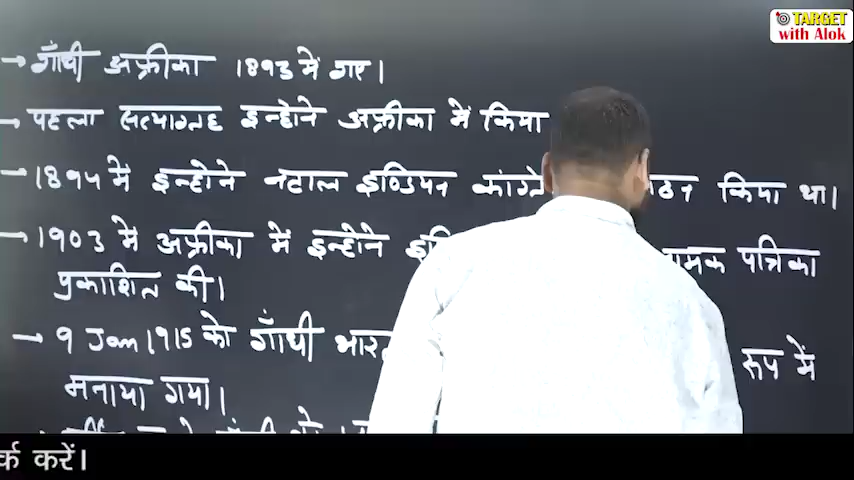 TARGET
with Alok
→ गाँधी अफ्रीका 1893 में गए।
→ पहला सत्याग्रह इन्होने अफ्रीका में किया
→ 1894 में इन्होने नटाल इण्डियन किया था।
→ 1903 में अफ्रीका में इन्होने नामक पत्रिका
प्रकाशित की।
→ 9 Jan 1915 को गाँधी रूप में
मनाया गया।
करें।